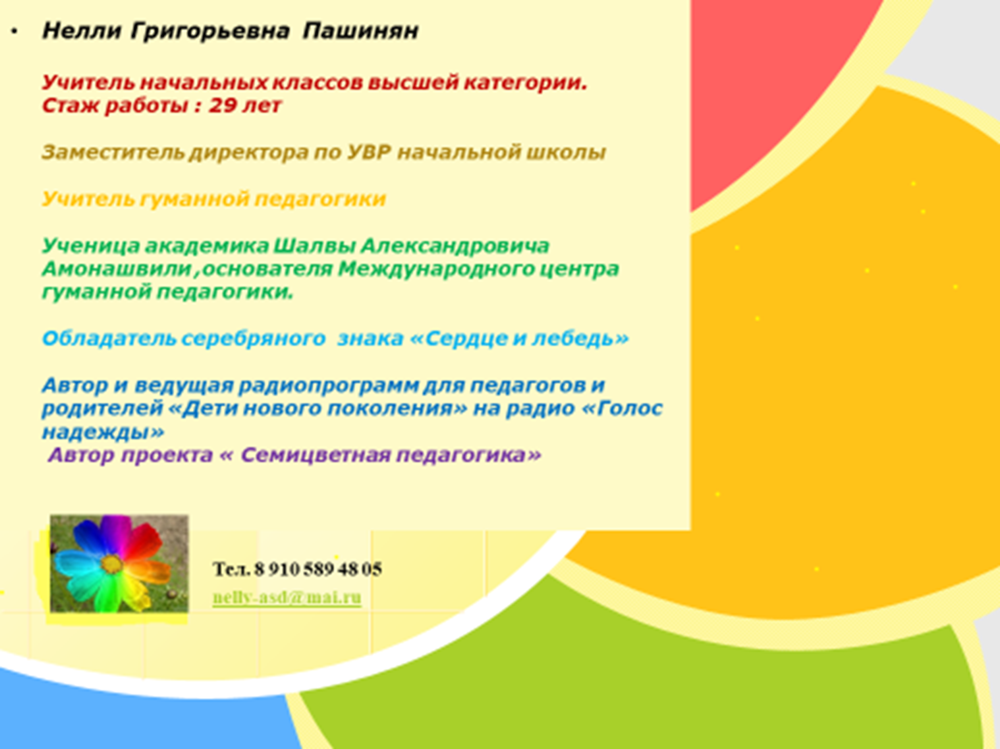 • Нелли Григорьевна Пашинян
Учитель начальных классов высшей категории.
Стаж работы : 29 лет
Заместитель директора по УВР начальной школы
Учитель гуманной педагогики
Ученица академика Шалвы Александровича
Амонашвили ,основателя Международного центра
гуманной педагогики.
Обладатель серебряного знака «Сердце и лебедь»
Автор и ведущая радиопрограмм для педагогов и
родителей «Дети нового поколения» на радио «Голос
надежды»
Автор проекта « Семицветная педагогика»
Тел. 8 910 589 48 05
nelly-asd@mai.ru